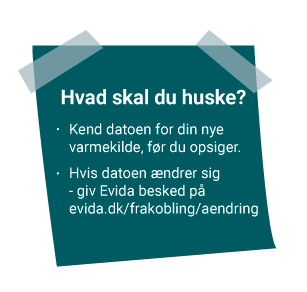 Hvad skal du huske?
· Kend datoen for din nye
varmekilde, før du opsiger.
· Hvis datoen ændrer sig
- giv Evida besked på
evida.dk/frakobling/aendring